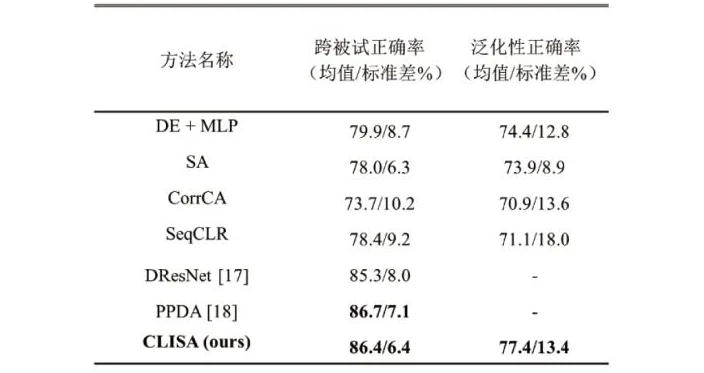 方法名称 跨被试正确率 泛化性正确率
（均值/标准差%） （均值/标准差%）
DE + MLP 79.9/8.7 74.4/12.8
SA 78.0/6.3 73.9/8.9
CorrCA 73.7/10.2 70.9/13.6
SeqCLR 78.4/9.2 71.1/18.0
DResNet [17] 85.3/8.0 -
PPDA [18] 86.7/7.1 -
CLISA (ours) 86.4/6.4 77.4/13.4